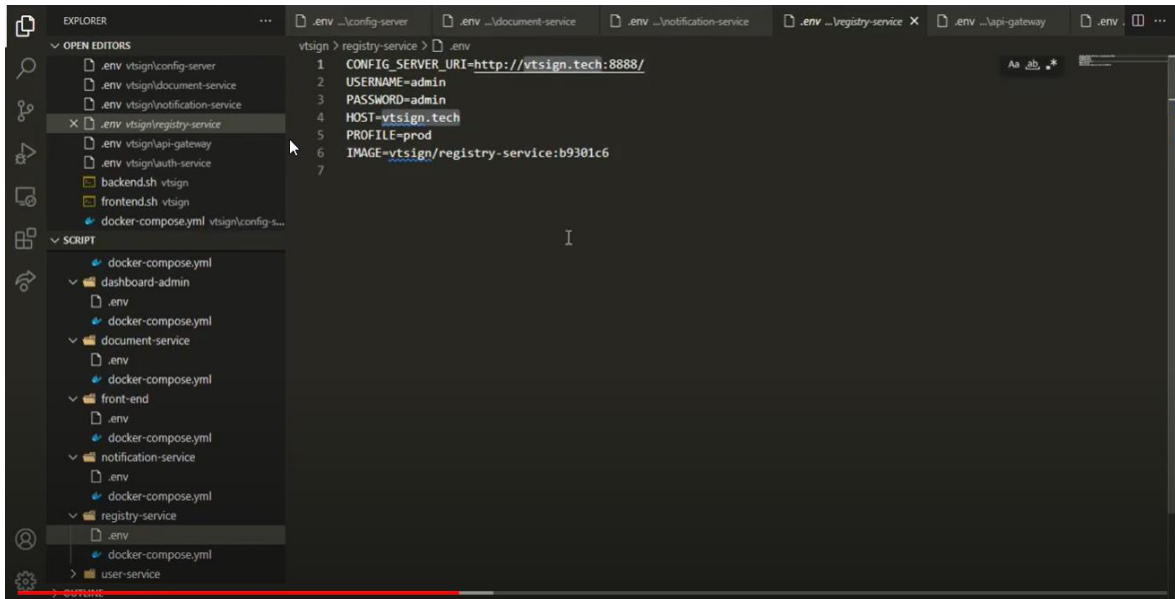 EXPLORER
.env ...\config-server
.env ...\document-service
.env ...\notification-service
.env ...\registry-service
.env ...\api-gateway
.env
OPEN EDITORS
.env vtsign\config-server
.env vtsign\document-service
.env vtsign\notification-service
.env vtsign\registry-service
.env vtsign\api-gateway
.env vtsign\auth-service
backend.sh vtsign
frontend.sh vtsign
docker-compose.yml vtsign\config-s...
SCRIPT
docker-compose.yml
dashboard-admin
.env
docker-compose.yml
document-service
.env
docker-compose.yml
front-end
.env
docker-compose.yml
notification-service
.env
docker-compose.yml
registry-service
.env
docker-compose.yml
user-service
OUTLINE
vtsign > registry-service > .env
1 CONFIG_SERVER_URI=http://vtsign.tech:8888/
2 USERNAME=admin
3 PASSWORD=admin
4 HOST=vtsign.tech
5 PROFILE=prod
6 IMAGE=vtsign/registry-service:b9301c6
7
Aa ab